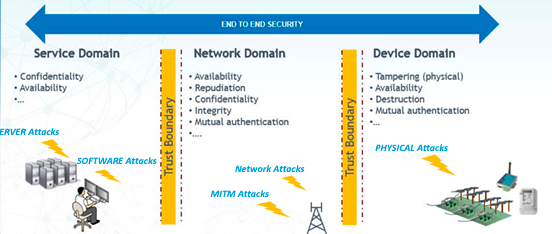 END TO END SECURITY
Service Domain
• Confidentiality
• Availability
•...
SERVER Attacks
SOFTWARE Attacks
Trust Boundary
Network Domain
• Availability
• Repudiation
• Confidentiality
• Integrity
• Mutual authentication
•....
Network Attacks
MITM Attacks
Trust Boundary
Device Domain
• Tampering (physical)
• Availability
• Destruction
• Mutual authentication
•...
PHYSICAL Attacks